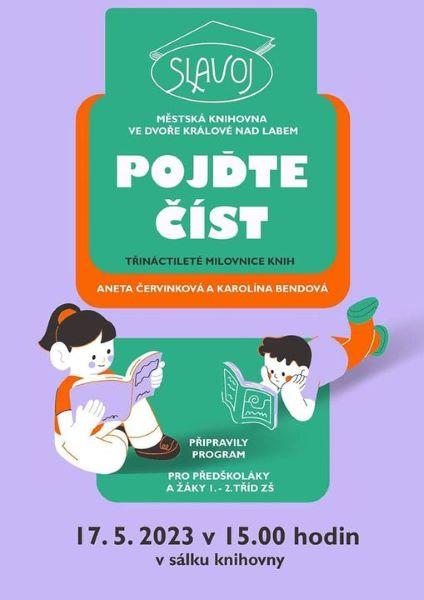 SLAVOJ
MĚSTSKÁ KNIHOVNA
VE DVOŘE KRÁLOVÉ NAD LABEM
POJĎTE
ČÍST
TŘINÁCTILETÉ MILOVNICE KNIH
ANETA ČERVINKOVÁ A KAROLÍNA BENDOVÁ
PŘIPRAVILY
PROGRAM
PRO PŘEDŠKOLÁKY
A ŽÁKY 1. - 2. TŘÍD ZŠ
17. 5. 2023 v 15.00 hodin
v sálku knihovny